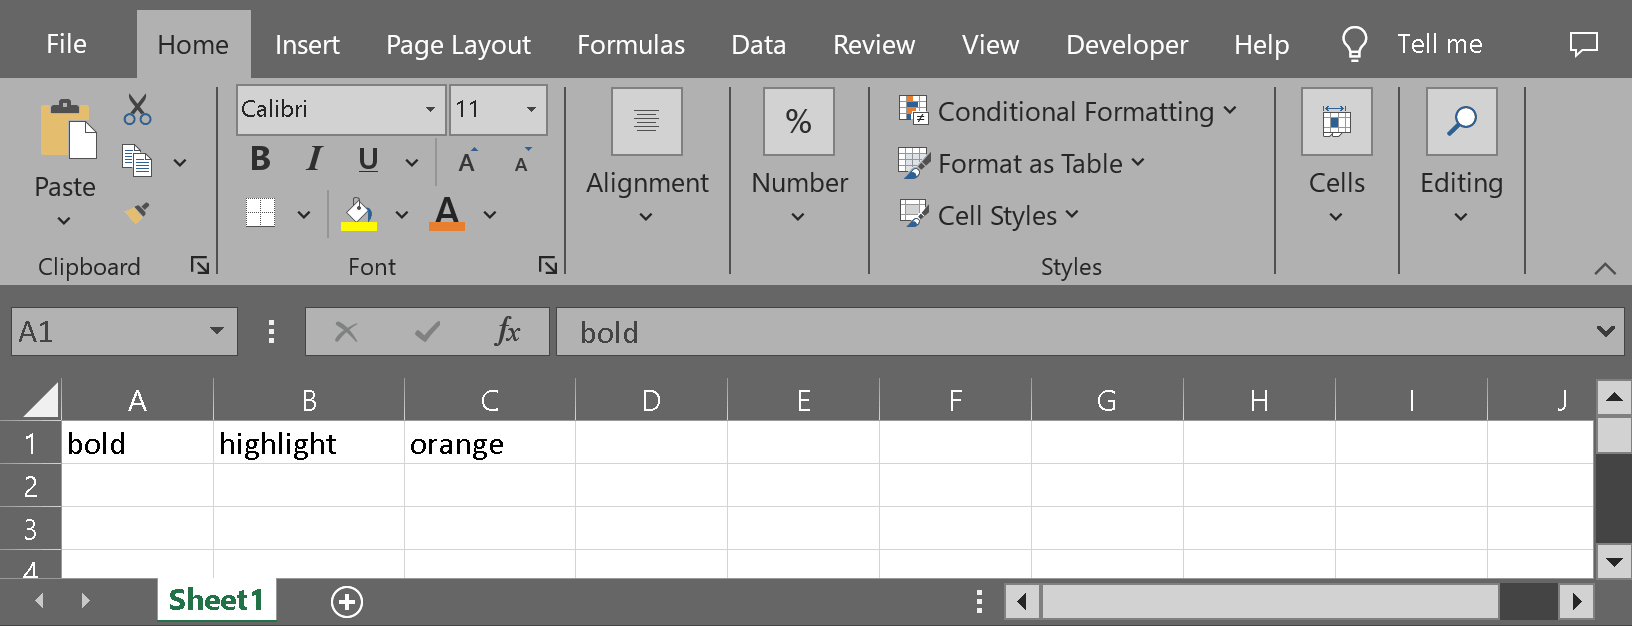 File Home Insert Page Layout Formulas Data Review View Developer Help Tell me
Calibri 11 % Conditional Formatting
B I U A A
Paste Alignment Number Format as Table Cells Editing
A Cell Styles
Clipboard Font Styles
A1 fx bold
A B C D E F G H I J
1 bold highlight orange
2
3
4
Sheet1